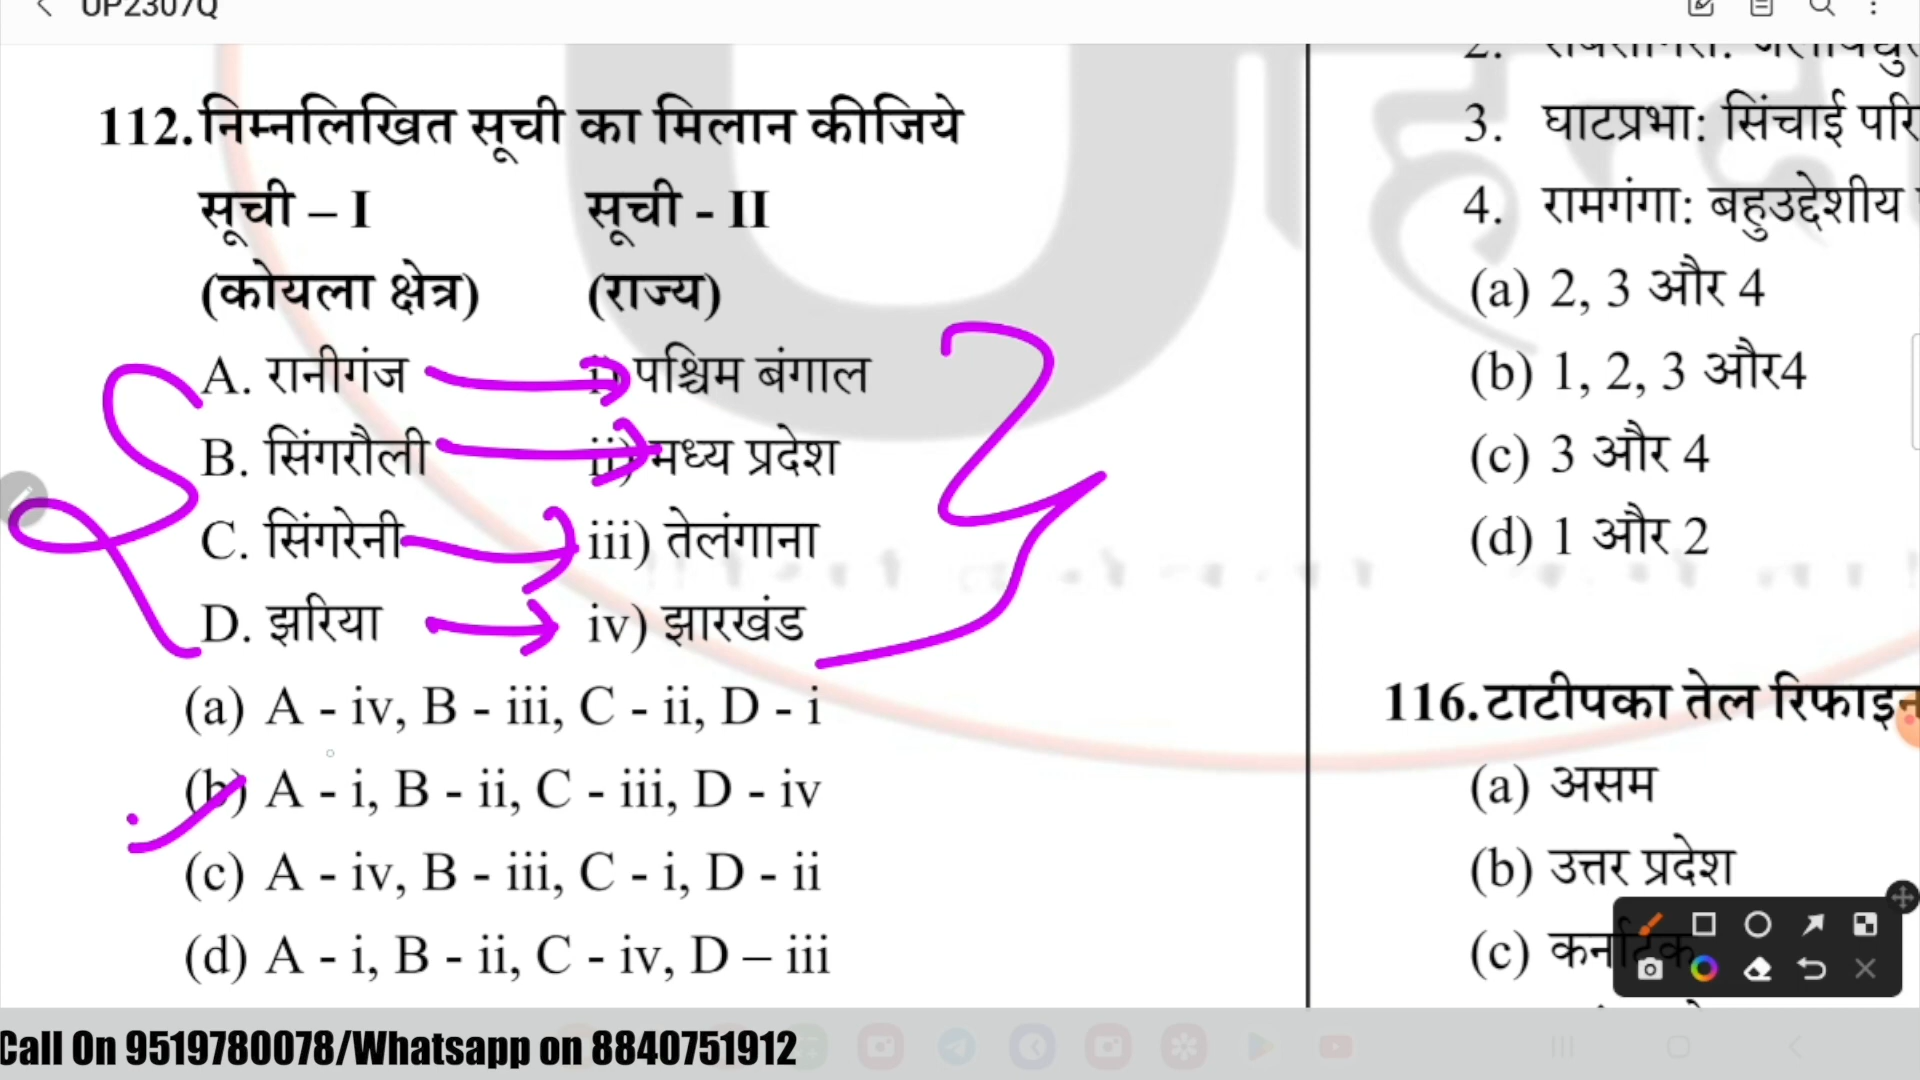 UP2307Q
112. निम्नलिखित सूची का मिलान कीजिये
सूची – I सूची - II
(कोयला क्षेत्र) (राज्य)
A. रानीगंज i) पश्चिम बंगाल
B. सिंगरौली ii) मध्य प्रदेश
C. सिंगरेनी iii) तेलंगाना
D. झरिया iv) झारखंड
(a) A - iv, B - iii, C - ii, D - i
(b) A - i, B - ii, C - iii, D - iv
(c) A - iv, B - iii, C - i, D - ii
(d) A - i, B - ii, C - iv, D – iii
3. घाटप्रभा: सिंचाई
4. रामगंगा: बहुउद्देशीय
(a) 2, 3 और 4
(b) 1, 2, 3 और4
(c) 3 और 4
(d) 1 और 2
116. टाटीपका तेल
(a) असम
(b) उत्तर प्रदेश
(c) कर्नाटक
Call On 9519780078/Whatsapp on 8840751912